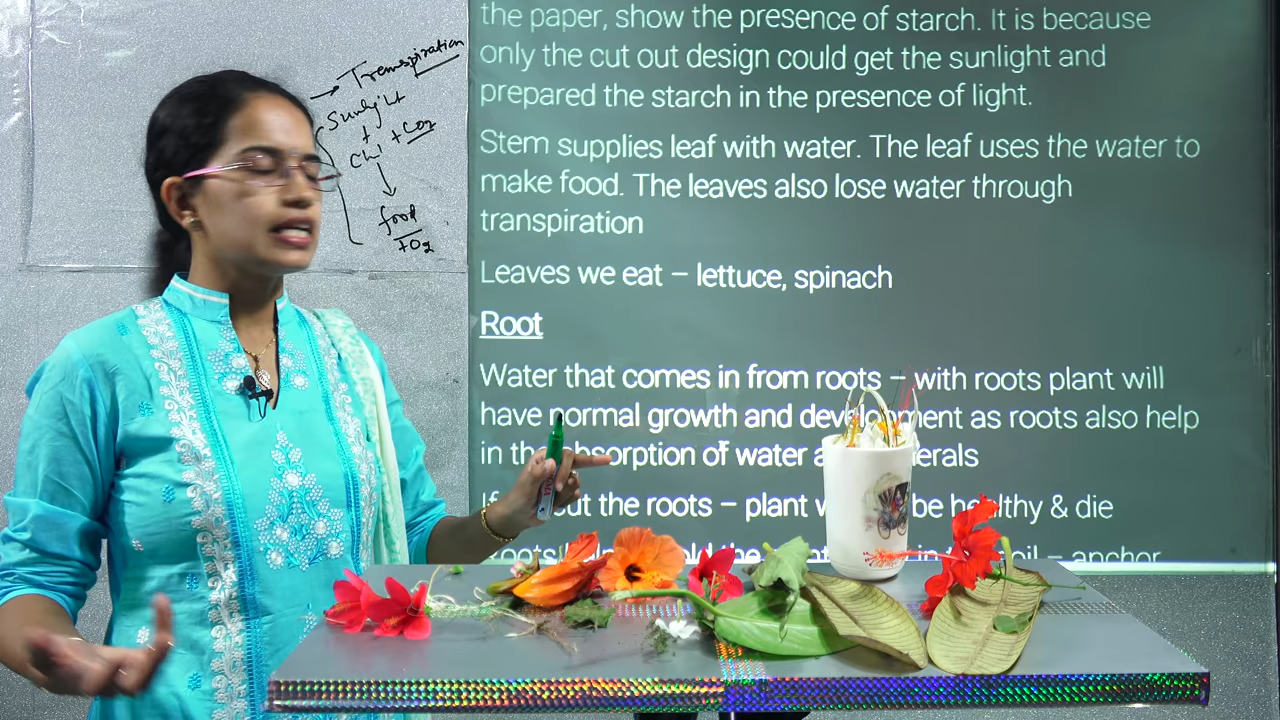 Transpiration
Sunlight
+ + CO2
Chl
food
+O2
the paper, show the presence of starch. It is because
only the cut out design could get the sunlight and
prepared the starch in the presence of light.
Stem supplies leaf with water. The leaf uses the water to
make food. The leaves also lose water through
transpiration
Leaves we eat – lettuce, spinach
Root
Water that comes in from roots – with roots plant will
have normal growth and development as roots also help
in the absorption of water
the roots – plant be healthy & die
– anchor